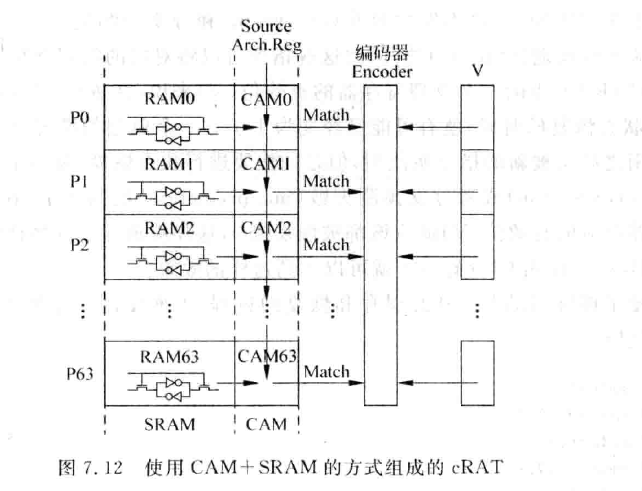 Source
Arch.Reg
编码器
Encoder
V
P0 RAM0 CAM0 Match
P1 RAM1 CAM1 Match
P2 RAM2 CAM2 Match
⋮ ⋮ ⋮ ⋮ ⋮
P63 RAM63 CAM63 Match
SRAM CAM
图 7.12 使用 CAM+SRAM 的方式组成的 cRAT